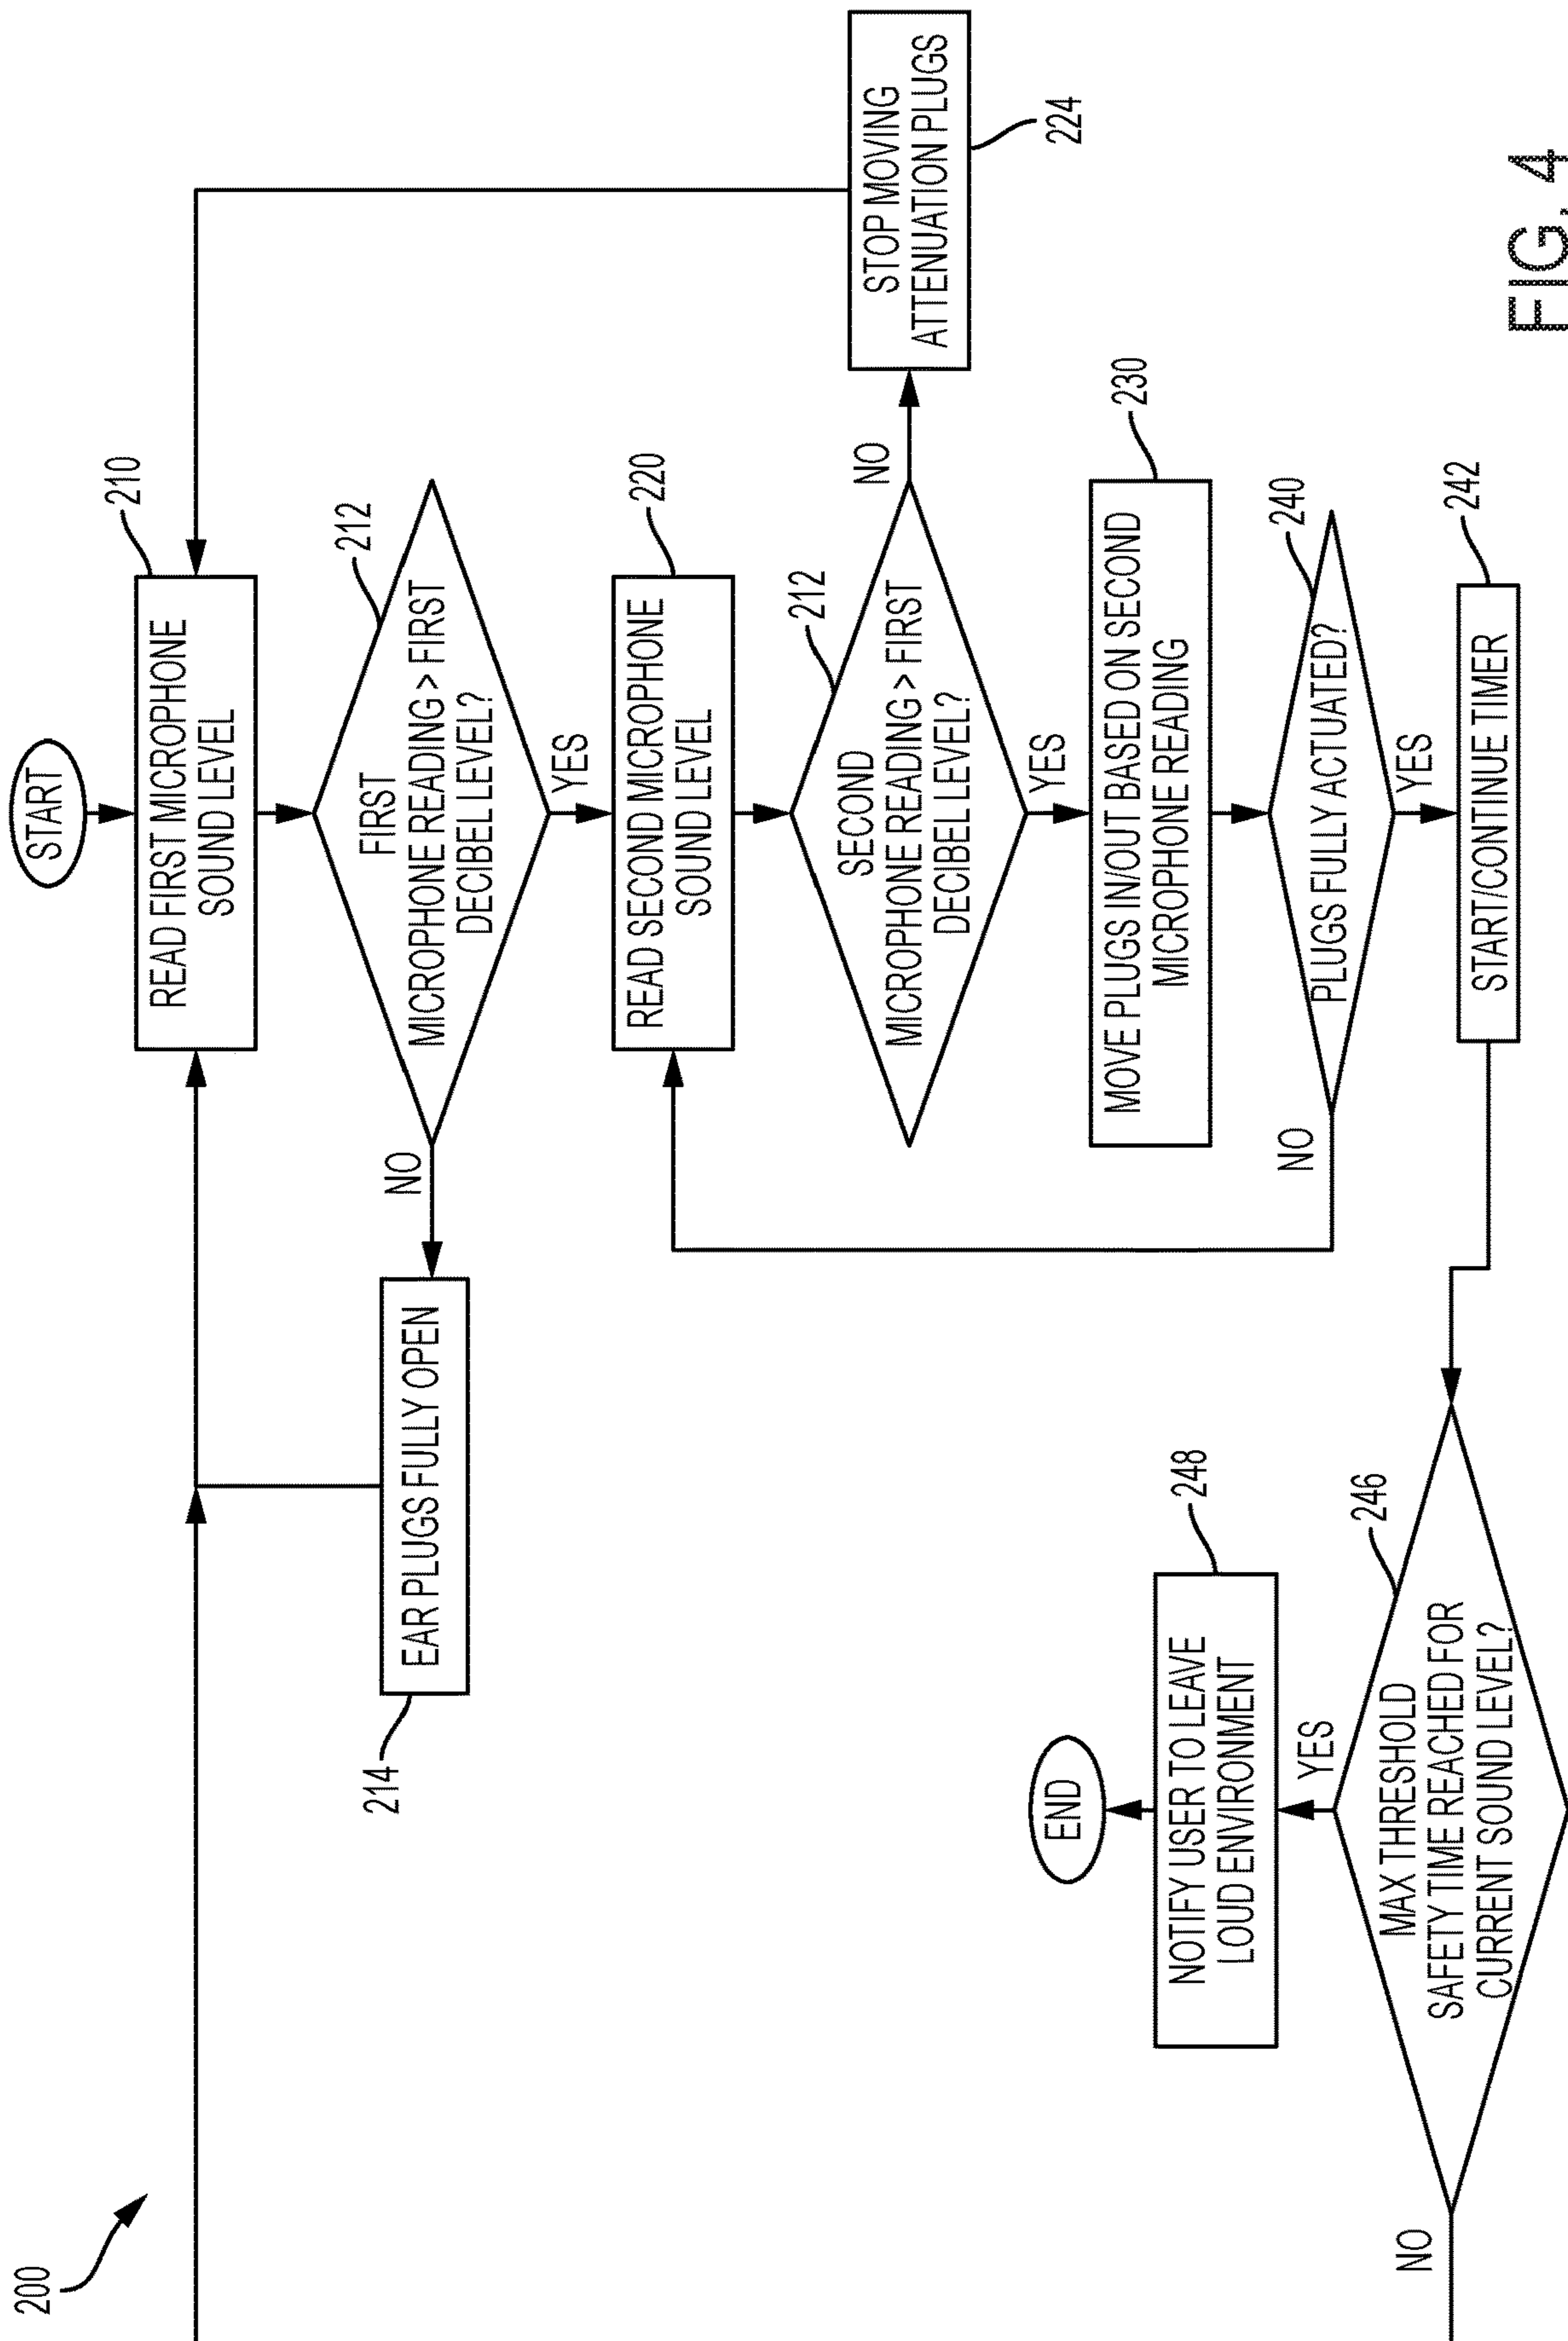 200
START
READ FIRST MICROPHONE
SOUND LEVEL
210
FIRST
MICROPHONE READING > FIRST
DECIBEL LEVEL?
212
NO
YES
EAR PLUGS FULLY OPEN
214
READ SECOND MICROPHONE
SOUND LEVEL
220
SECOND
MICROPHONE READING > FIRST
DECIBEL LEVEL?
212
NO
YES
STOP MOVING
ATTENUATION PLUGS
224
MOVE PLUGS IN/OUT BASED ON SECOND
MICROPHONE READING
230
PLUGS FULLY ACTUATED?
240
NO
YES
START/CONTINUE TIMER
242
MAX THRESHOLD
SAFETY TIME REACHED FOR
CURRENT SOUND LEVEL?
246
NO
YES
NOTIFY USER TO LEAVE
LOUD ENVIRONMENT
248
END
FIG. 4